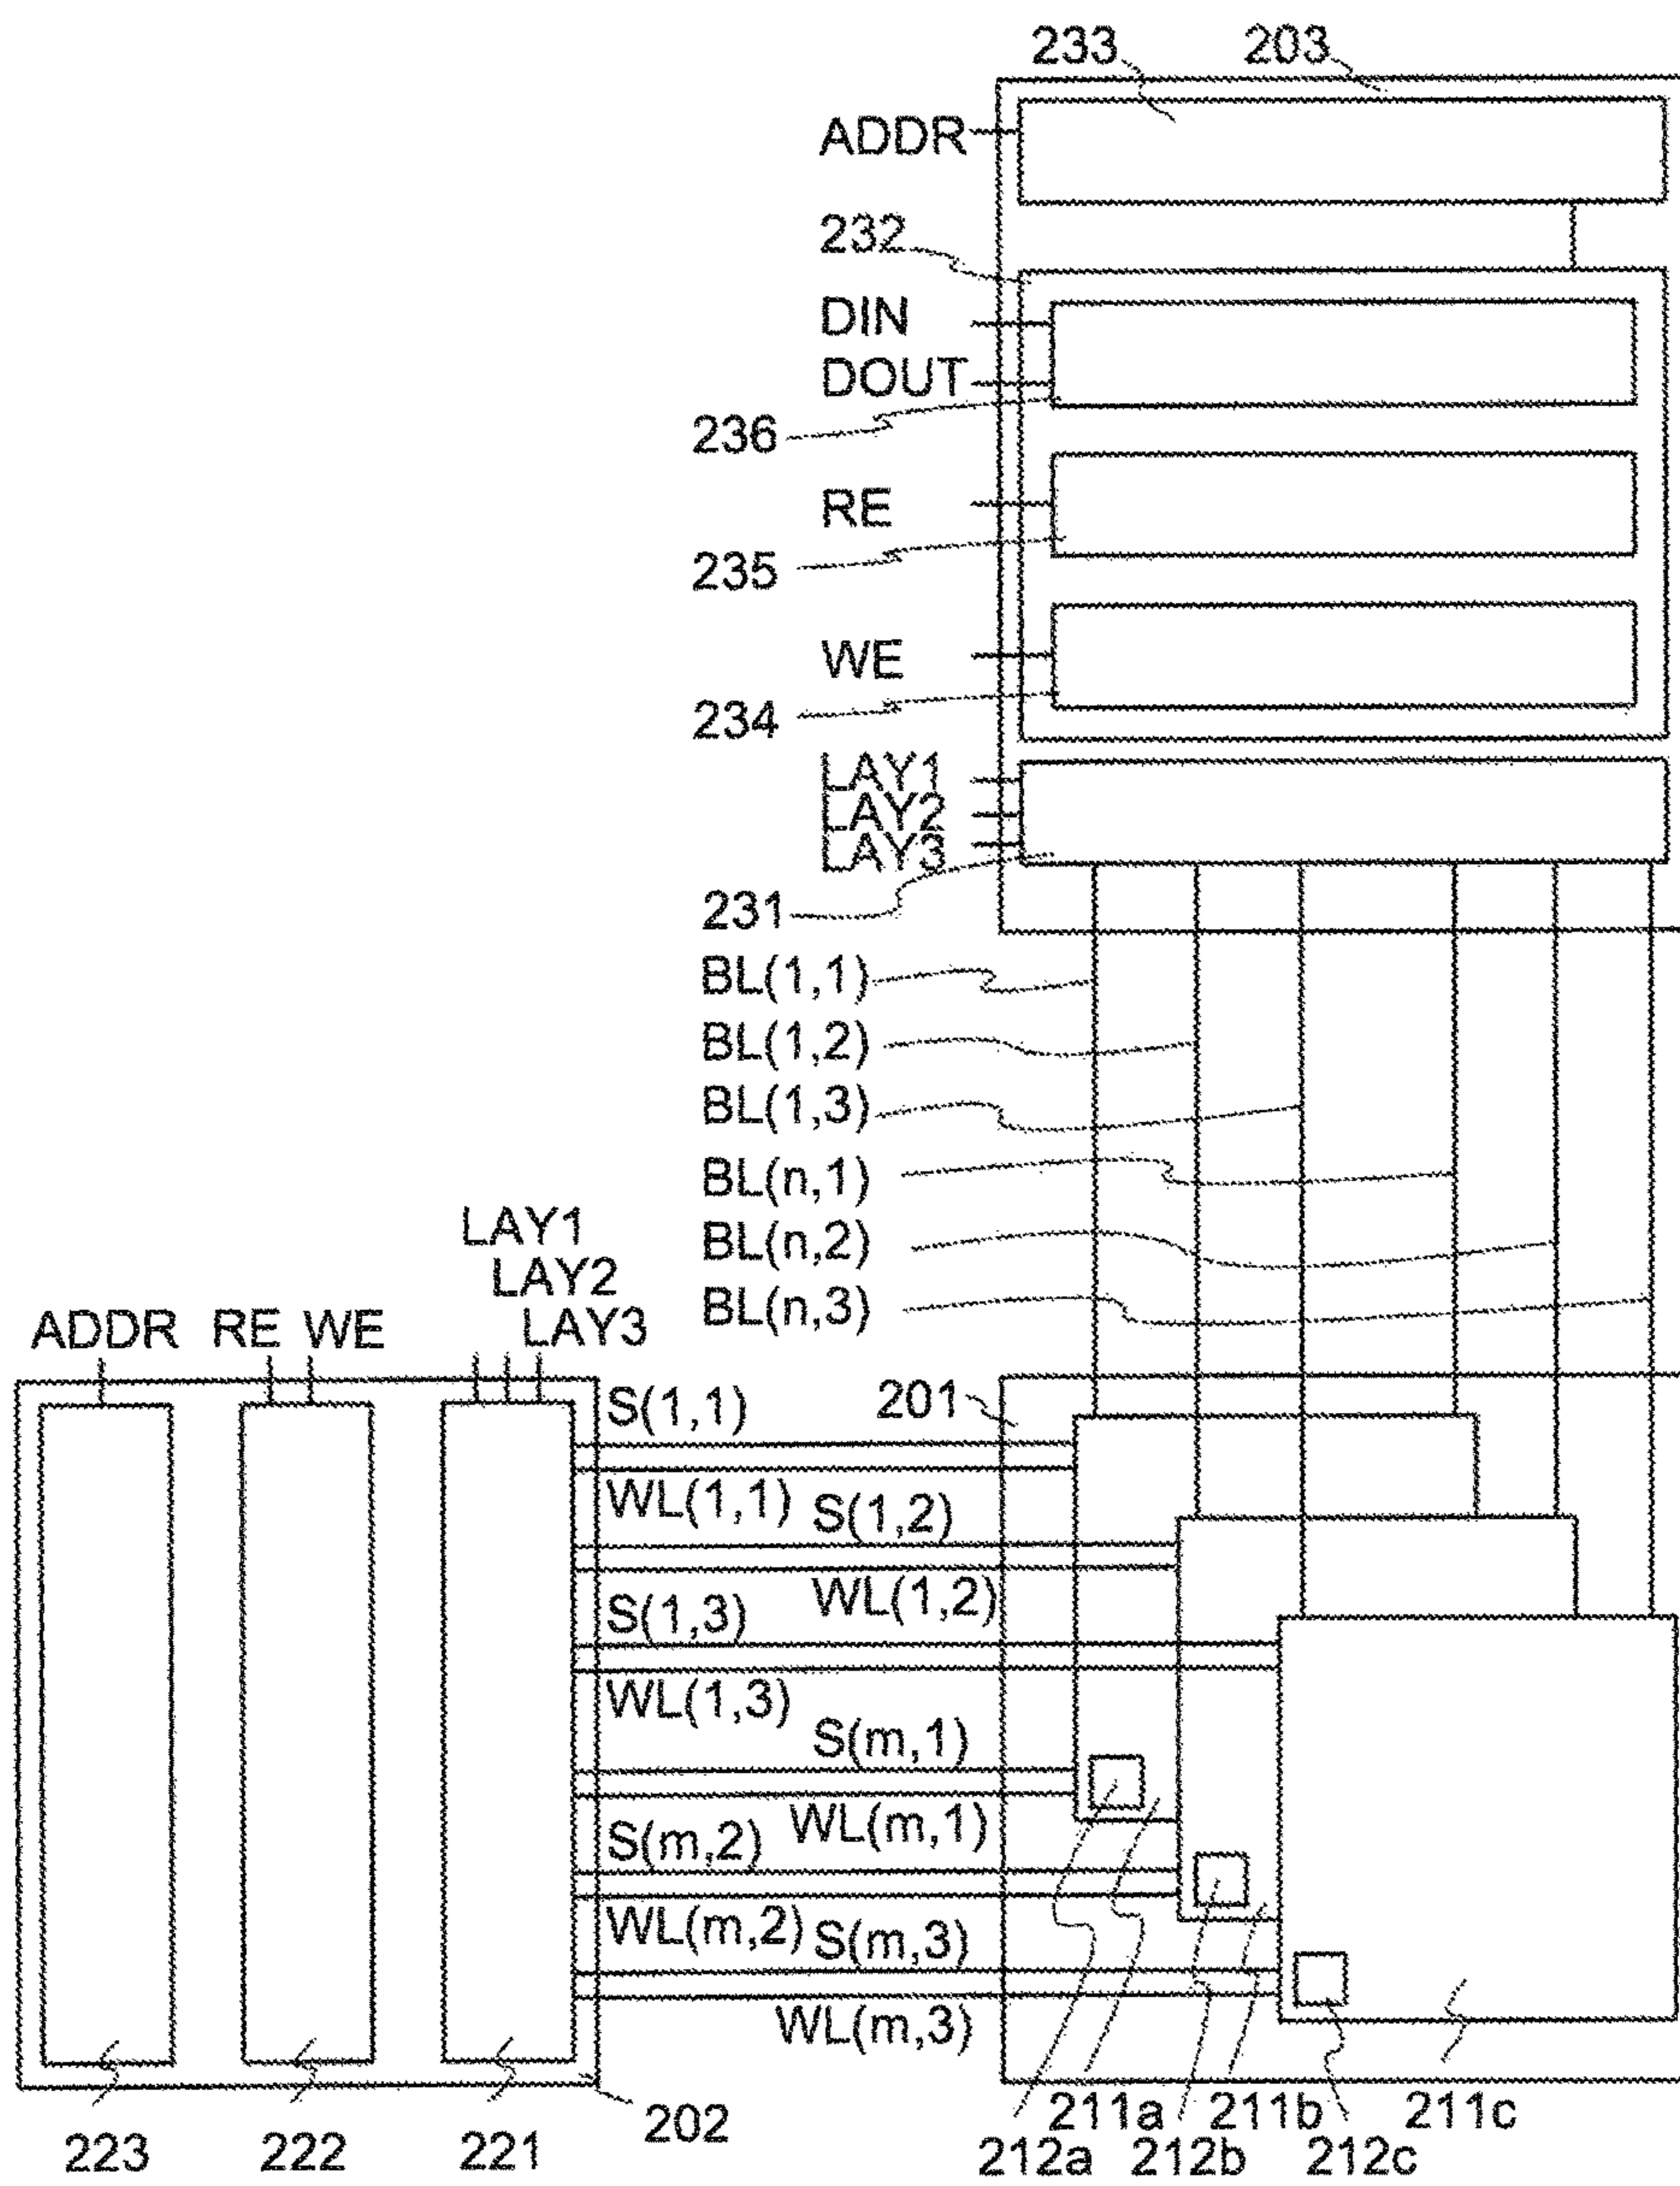 233
203
ADDR
232
DIN
DOUT
236
RE
235
WE
234
LAY1
LAY2
LAY3
231
BL(1,1)
BL(1,2)
BL(1,3)
BL(n,1)
BL(n,2)
BL(n,3)
LAY1
LAY2
LAY3
ADDR RE WE
S(1,1)
201
WL(1,1)
S(1,2)
S(1,3)
WL(1,2)
WL(1,3)
S(m,1)
S(m,2)
WL(m,1)
WL(m,2)
S(m,3)
WL(m,3)
202
211a 211b 211c
223 222 221
212a 212b 212c